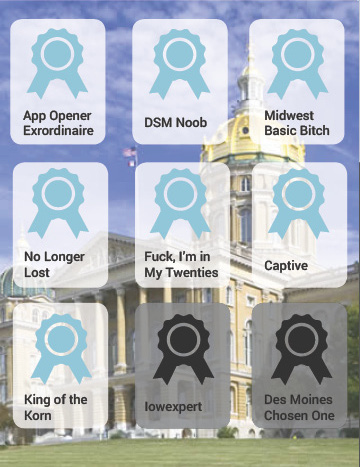 App Opener
Exrordinaire
DSM Noob
Midwest
Basic Bitch
No Longer
Lost
Fuck, I'm in
My Twenties
Captive
King of the
Korn
Iowexpert
Des Moines
Chosen One